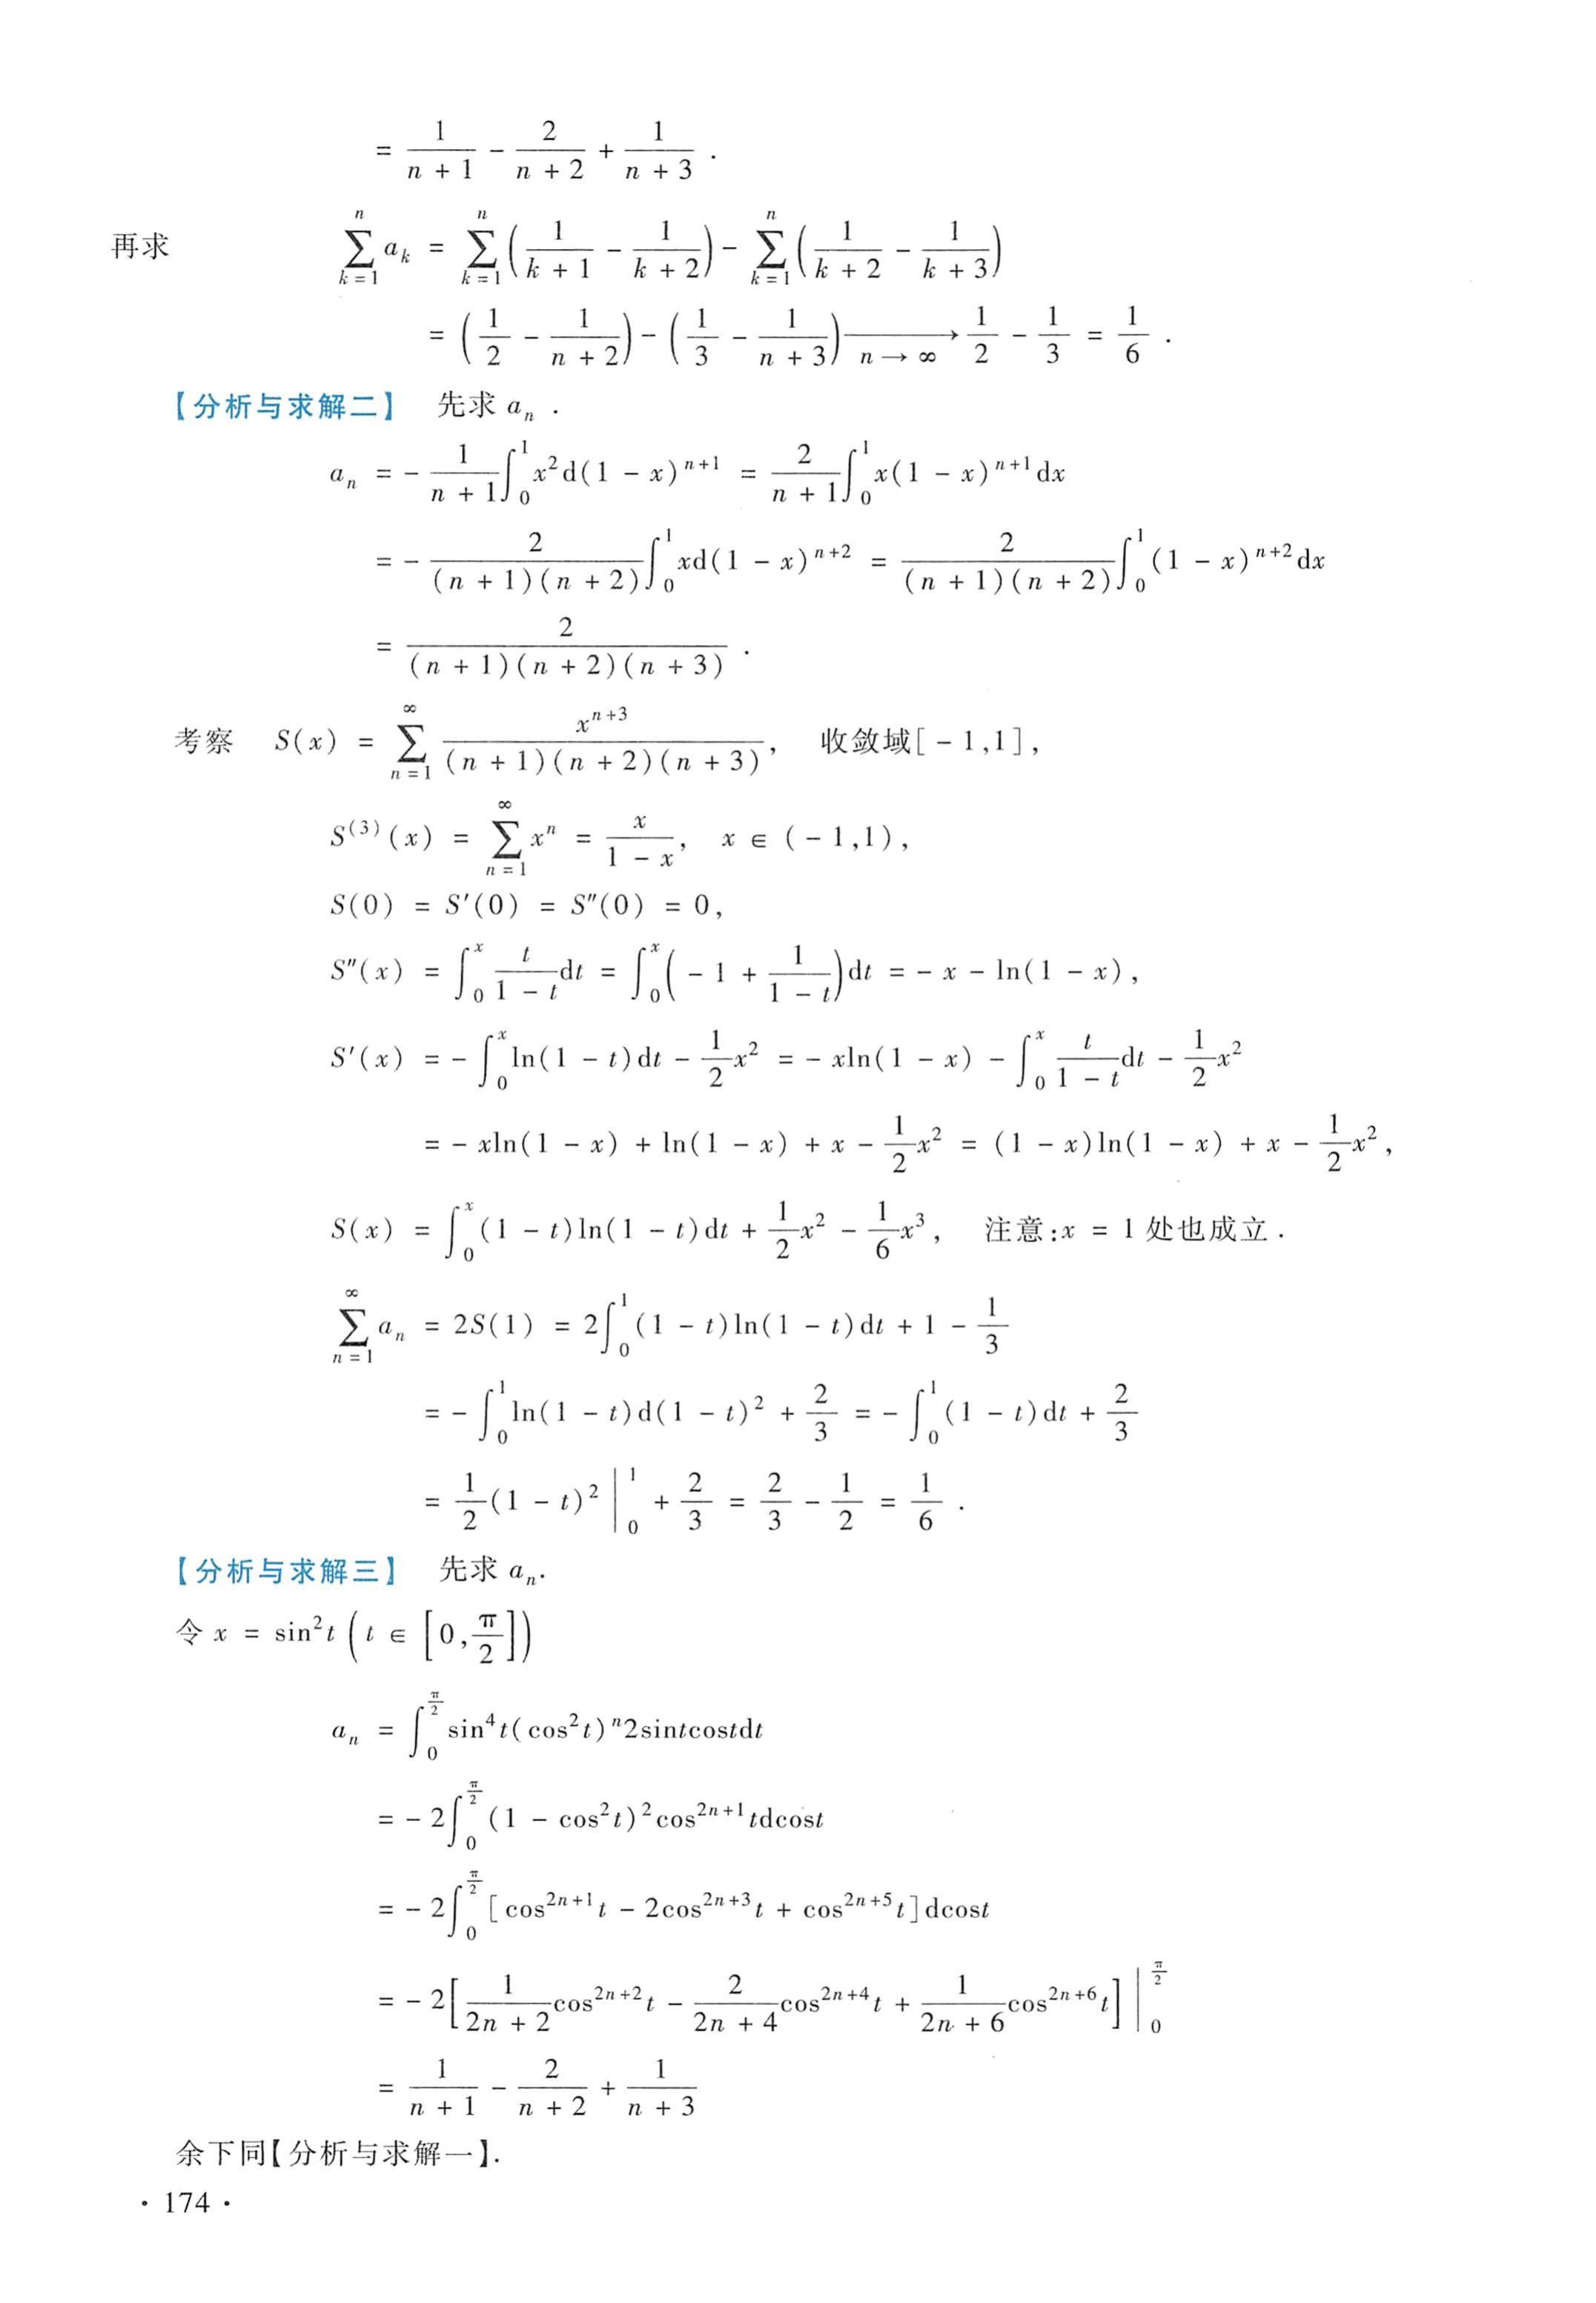 $= \frac{1}{n+1} - \frac{2}{n+2} + \frac{1}{n+3}.$
再求 $\sum_{k=1}^{n} a_k = \sum_{k=1}^{n}\left(\frac{1}{k+1} - \frac{1}{k+2}\right) - \sum_{k=1}^{n}\left(\frac{1}{k+2} - \frac{1}{k+3}\right)$
$= \left(\frac{1}{2} - \frac{1}{n+2}\right) - \left(\frac{1}{3} - \frac{1}{n+3}\right) \xrightarrow[n \to \infty]{} \frac{1}{2} - \frac{1}{3} = \frac{1}{6}.$
【分析与求解二】 先求 $a_n$.
$a_n = -\frac{1}{n+1}\int_0^1 x^2 \mathrm{d}(1-x)^{n+1} = \frac{2}{n+1}\int_0^1 x(1-x)^{n+1}\mathrm{d}x$
$= -\frac{2}{(n+1)(n+2)}\int_0^1 x\mathrm{d}(1-x)^{n+2} = \frac{2}{(n+1)(n+2)}\int_0^1 (1-x)^{n+2}\mathrm{d}x$
$= \frac{2}{(n+1)(n+2)(n+3)}.$
考察 $S(x) = \sum_{n=1}^{\infty} \frac{x^{n+3}}{(n+1)(n+2)(n+3)},$ 收敛域$[-1,1],$
$S^{(3)}(x) = \sum_{n=1}^{\infty} x^n = \frac{x}{1-x}, \quad x \in (-1,1),$
$S(0) = S'(0) = S''(0) = 0,$
$S''(x) = \int_0^x \frac{t}{1-t}\mathrm{d}t = \int_0^x \left(-1 + \frac{1}{1-t}\right)\mathrm{d}t = -x - \ln(1-x),$
$S'(x) = -\int_0^x \ln(1-t)\mathrm{d}t - \frac{1}{2}x^2 = -x\ln(1-x) - \int_0^x \frac{t}{1-t}\mathrm{d}t - \frac{1}{2}x^2$
$= -x\ln(1-x) + \ln(1-x) + x - \frac{1}{2}x^2 = (1-x)\ln(1-x) + x - \frac{1}{2}x^2,$
$S(x) = \int_0^x (1-t)\ln(1-t)\mathrm{d}t + \frac{1}{2}x^2 - \frac{1}{6}x^3,$ 注意:$x = 1$ 处也成立.
$\sum_{n=1}^{\infty} a_n = 2S(1) = 2\int_0^1 (1-t)\ln(1-t)\mathrm{d}t + 1 - \frac{1}{3}$
$= -\int_0^1 \ln(1-t)\mathrm{d}(1-t)^2 + \frac{2}{3} = -\int_0^1 (1-t)\mathrm{d}t + \frac{2}{3}$
$= \frac{1}{2}(1-t)^2 \Big|_0^1 + \frac{2}{3} = \frac{2}{3} - \frac{1}{2} = \frac{1}{6}.$
【分析与求解三】 先求 $a_n$.
令 $x = \sin^2 t \left(t \in \left[0, \frac{\pi}{2}\right]\right)$
$a_n = \int_0^{\frac{\pi}{2}} \sin^4 t (\cos^2 t)^n 2\sin t\cos t\mathrm{d}t$
$= -2\int_0^{\frac{\pi}{2}} (1 - \cos^2 t)^2 \cos^{2n+1} t\mathrm{d}\cos t$
$= -2\int_0^{\frac{\pi}{2}} [\cos^{2n+1} t - 2\cos^{2n+3} t + \cos^{2n+5} t]\mathrm{d}\cos t$
$= -2\left[\frac{1}{2n+2}\cos^{2n+2} t - \frac{2}{2n+4}\cos^{2n+4} t + \frac{1}{2n+6}\cos^{2n+6} t\right]\Big|_0^{\frac{\pi}{2}}$
$= \frac{1}{n+1} - \frac{2}{n+2} + \frac{1}{n+3}$
余下同【分析与求解一】.
· 174 ·